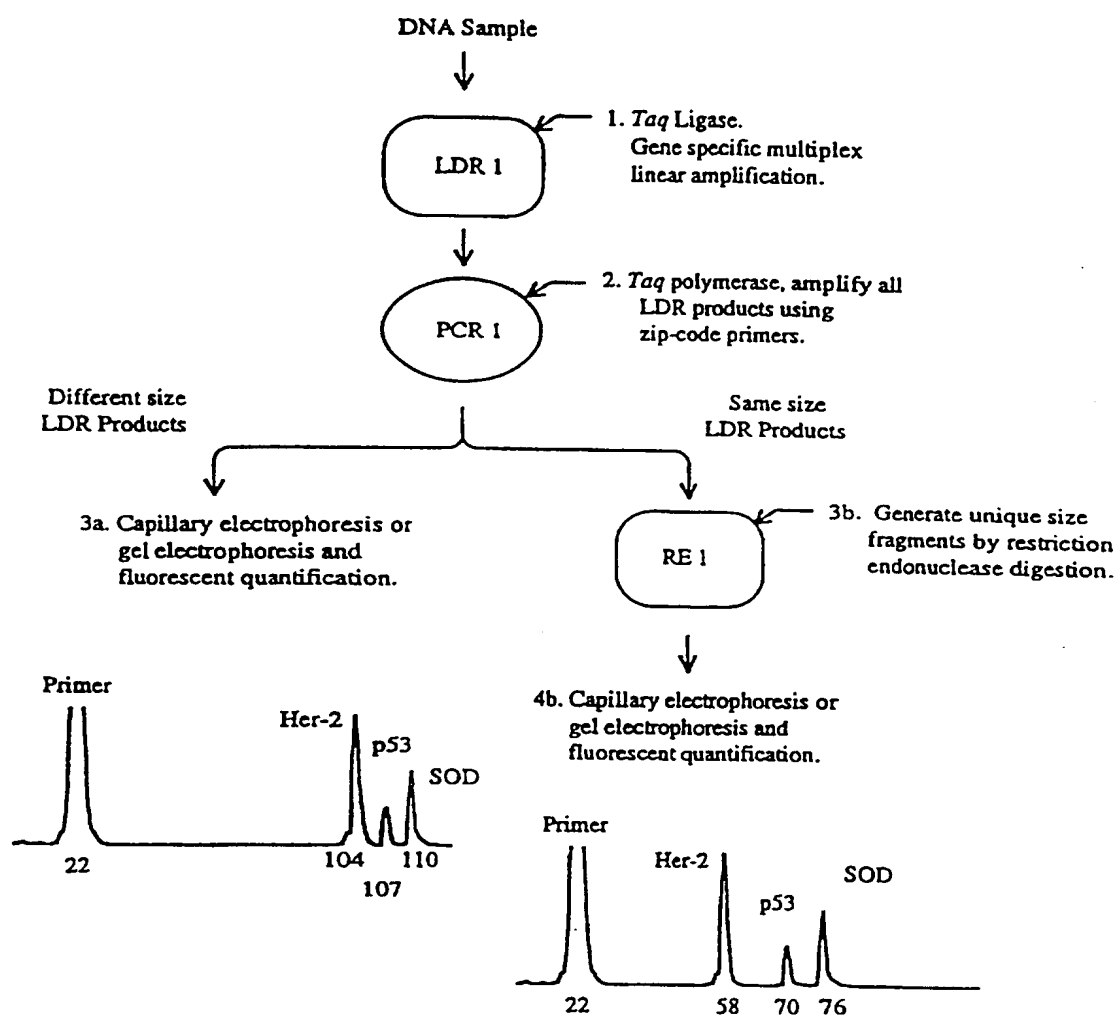 DNA Sample
LDR 1
1. Taq Ligase.
Gene specific multiplex
linear amplification.
PCR 1
2. Taq polymerase, amplify all
LDR products using
zip-code primers.
Different size
LDR Products
Same size
LDR Products
3a. Capillary electrophoresis or
gel electrophoresis and
fluorescent quantification.
RE 1
3b. Generate unique size
fragments by restriction
endonuclease digestion.
Primer
Her-2
p53
SOD
22
104
107
110
4b. Capillary electrophoresis or
gel electrophoresis and
fluorescent quantification.
Primer
Her-2
p53
SOD
22
58
70
76